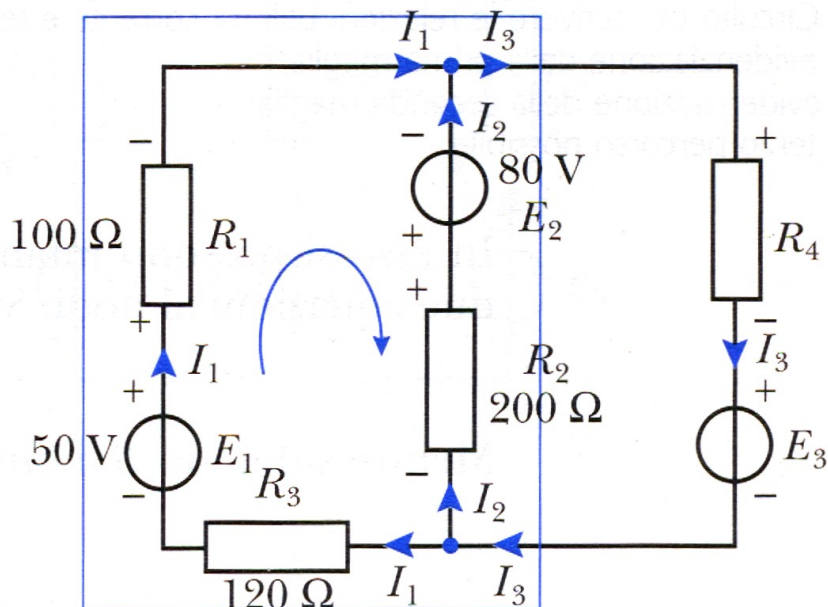 I₁ I₃
− I₂ +
− 80 V
100 Ω R₁ + E₂ R₄
+ + −
I₁ R₂ I₃
+ 200 Ω +
50 V E₁ − E₃
− R₃ I₂ −
120 Ω I₁ I₃